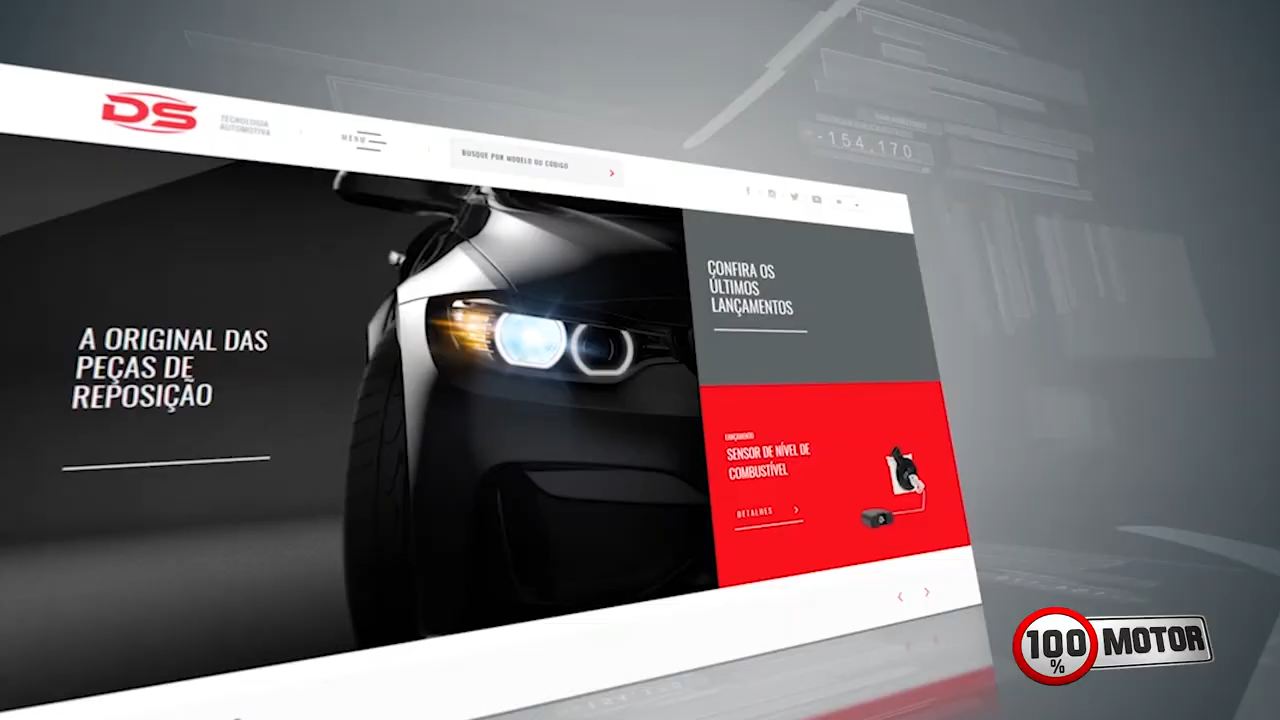 DS
TECNOLOGIA
AUTOMOTIVA
MENU
BUSQUE POR MODELO OU CÓDIGO
-154.170
A ORIGINAL DAS
PEÇAS DE
REPOSIÇÃO
CONFIRA OS
ÚLTIMOS
LANÇAMENTOS
LANÇAMENTO
SENSOR DE NÍVEL DE
COMBUSTÍVEL
DETALHES
100
%
MOTOR